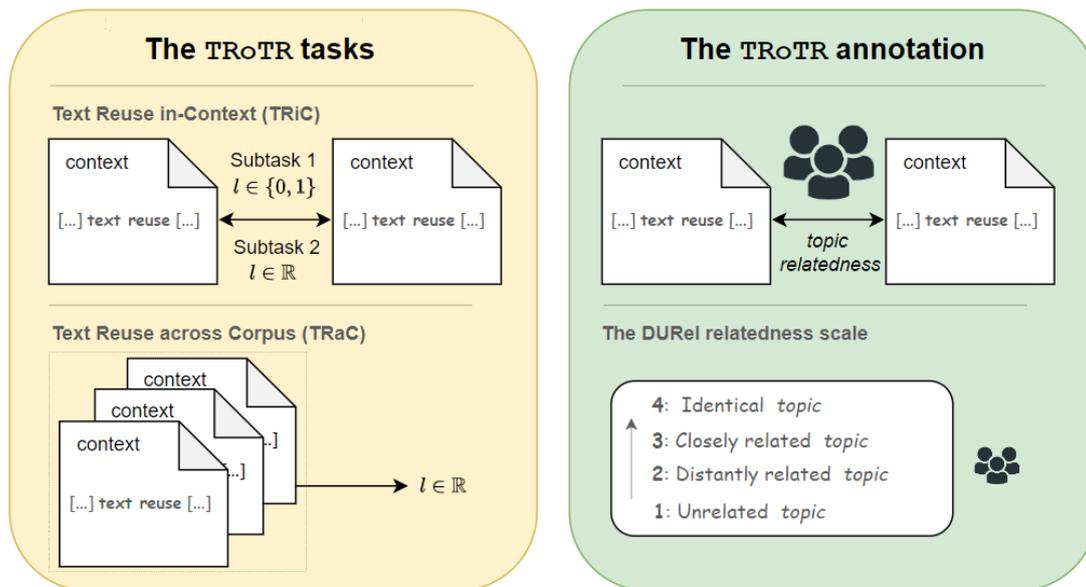 The TRoTR tasks
Text Reuse in-Context (TRiC)
context
[...] text reuse [...]
Subtask 1
l ∈ {0, 1}
Subtask 2
l ∈ ℝ
context
[...] text reuse [...]
Text Reuse across Corpus (TRaC)
context
context
context
..]
...]
[...] text reuse [...]
l ∈ ℝ
The TRoTR annotation
context
[...] text reuse [...]
topic
relatedness
context
[...] text reuse [...]
The DURel relatedness scale
4: Identical topic
3: Closely related topic
2: Distantly related topic
1: Unrelated topic